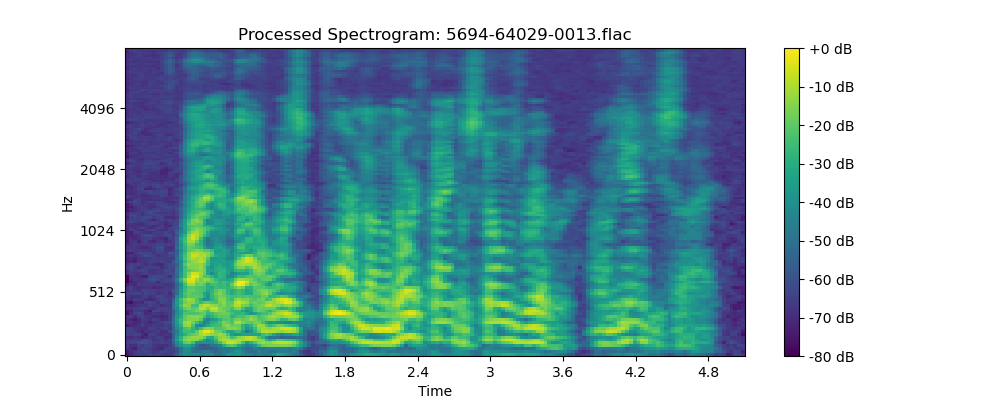 Processed Spectrogram: 5694-64029-0013.flac
Hz
4096
2048
1024
512
0
0 0.6 1.2 1.8 2.4 3 3.6 4.2 4.8
Time
+0 dB
-10 dB
-20 dB
-30 dB
-40 dB
-50 dB
-60 dB
-70 dB
-80 dB